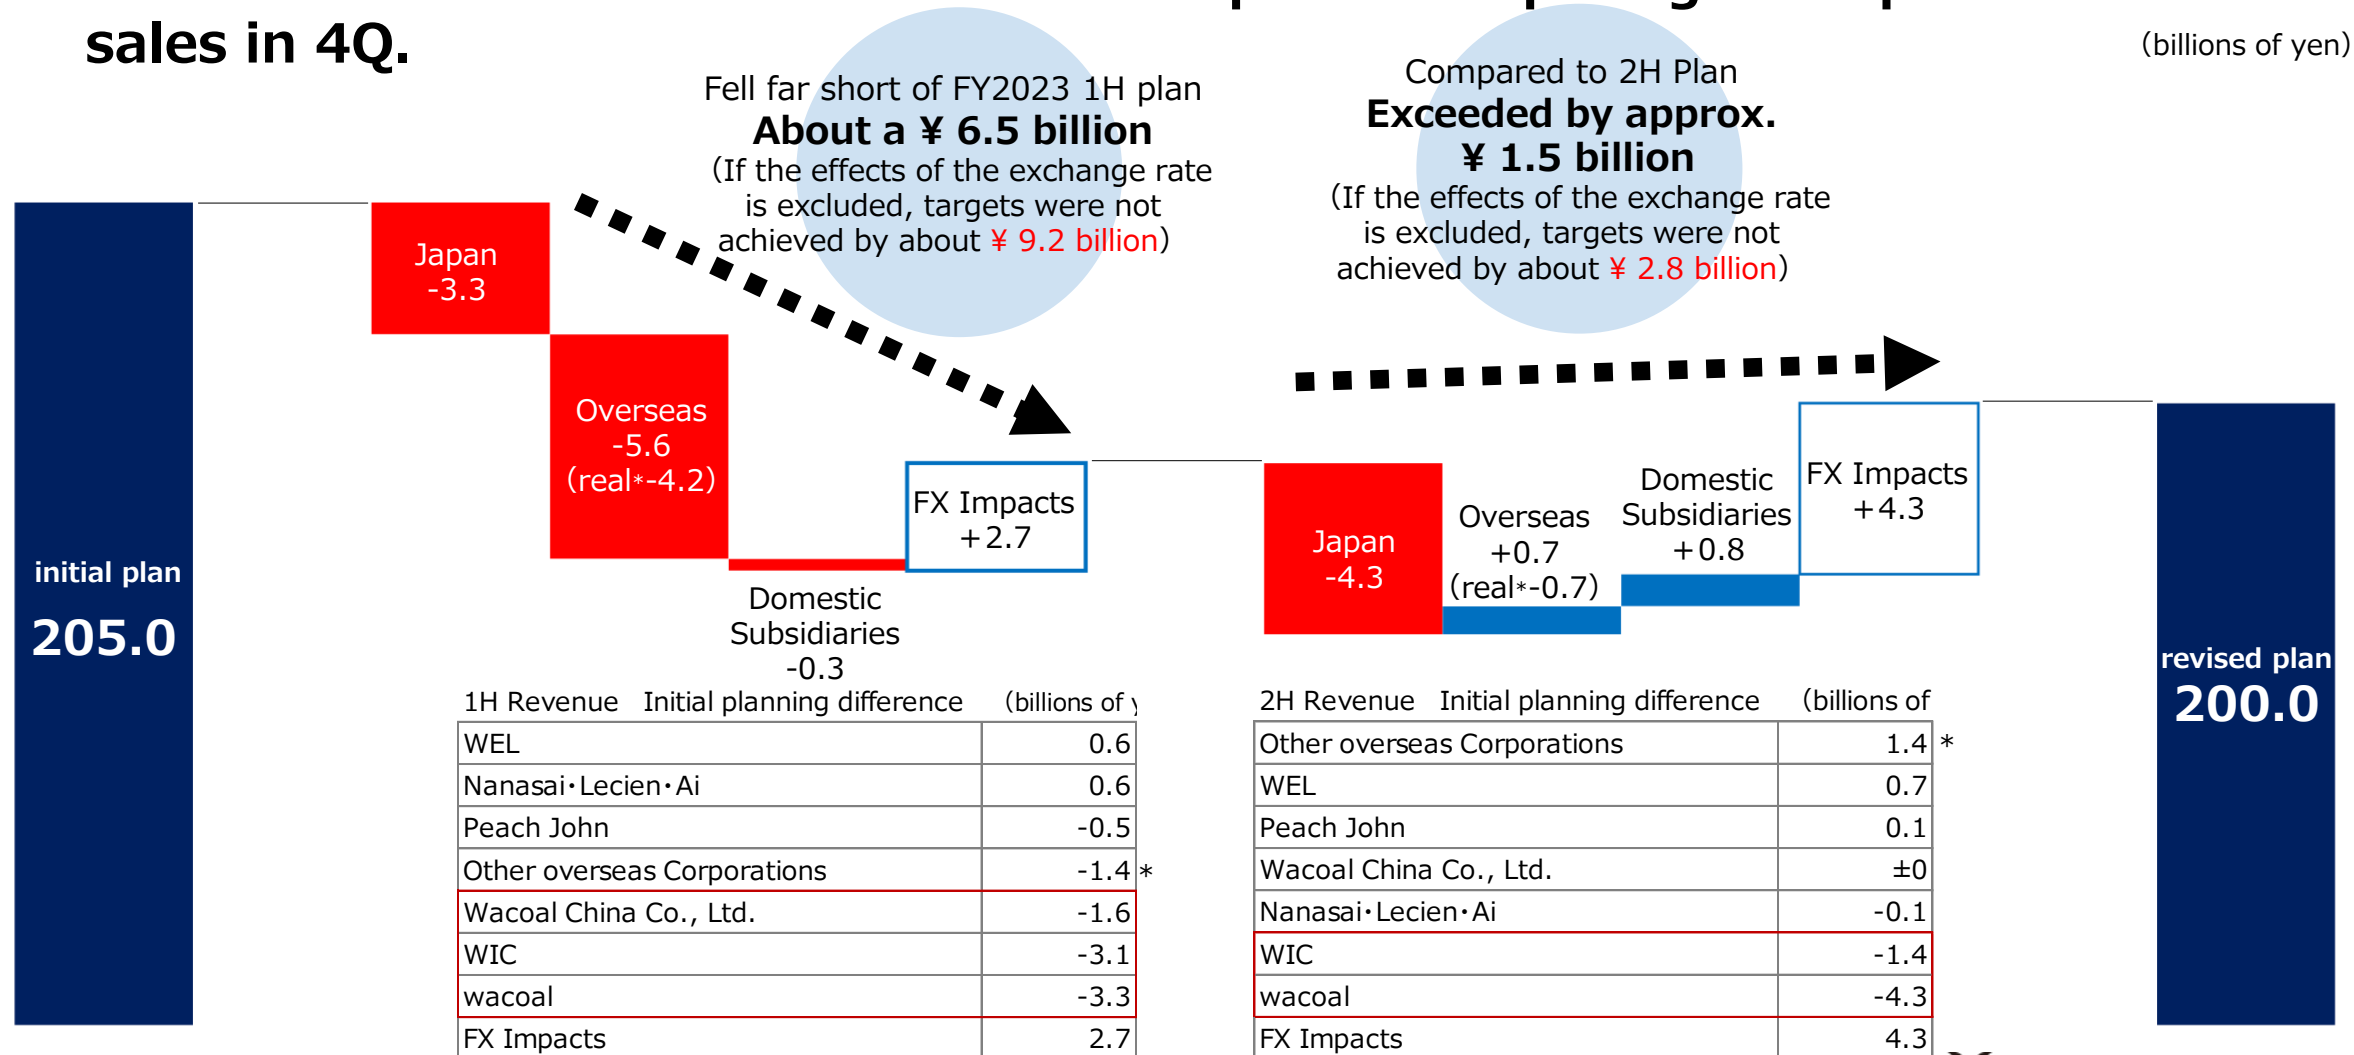 sales in 4Q.
(billions of yen)
Fell far short of FY2023 1H plan
About a ¥ 6.5 billion
(If the effects of the exchange rate
is excluded, targets were not
achieved by about ¥ 9.2 billion)
Compared to 2H Plan
Exceeded by approx.
¥ 1.5 billion
(If the effects of the exchange rate
is excluded, targets were not
achieved by about ¥ 2.8 billion)
initial plan
205.0
Japan
-3.3
Overseas
-5.6
(real*-4.2)
Domestic
Subsidiaries
-0.3
FX Impacts
+2.7
Japan
-4.3
Overseas
+0.7
(real*-0.7)
Domestic
Subsidiaries
+0.8
FX Impacts
+4.3
revised plan
200.0
1H Revenue Initial planning difference (billions of
WEL 0.6
Nanasai・Lecien・Ai 0.6
Peach John -0.5
Other overseas Corporations -1.4 *
Wacoal China Co., Ltd. -1.6
WIC -3.1
wacoal -3.3
FX Impacts 2.7
2H Revenue Initial planning difference (billions of
Other overseas Corporations 1.4 *
WEL 0.7
Peach John 0.1
Wacoal China Co., Ltd. ±0
Nanasai・Lecien・Ai -0.1
WIC -1.4
wacoal -4.3
FX Impacts 4.3